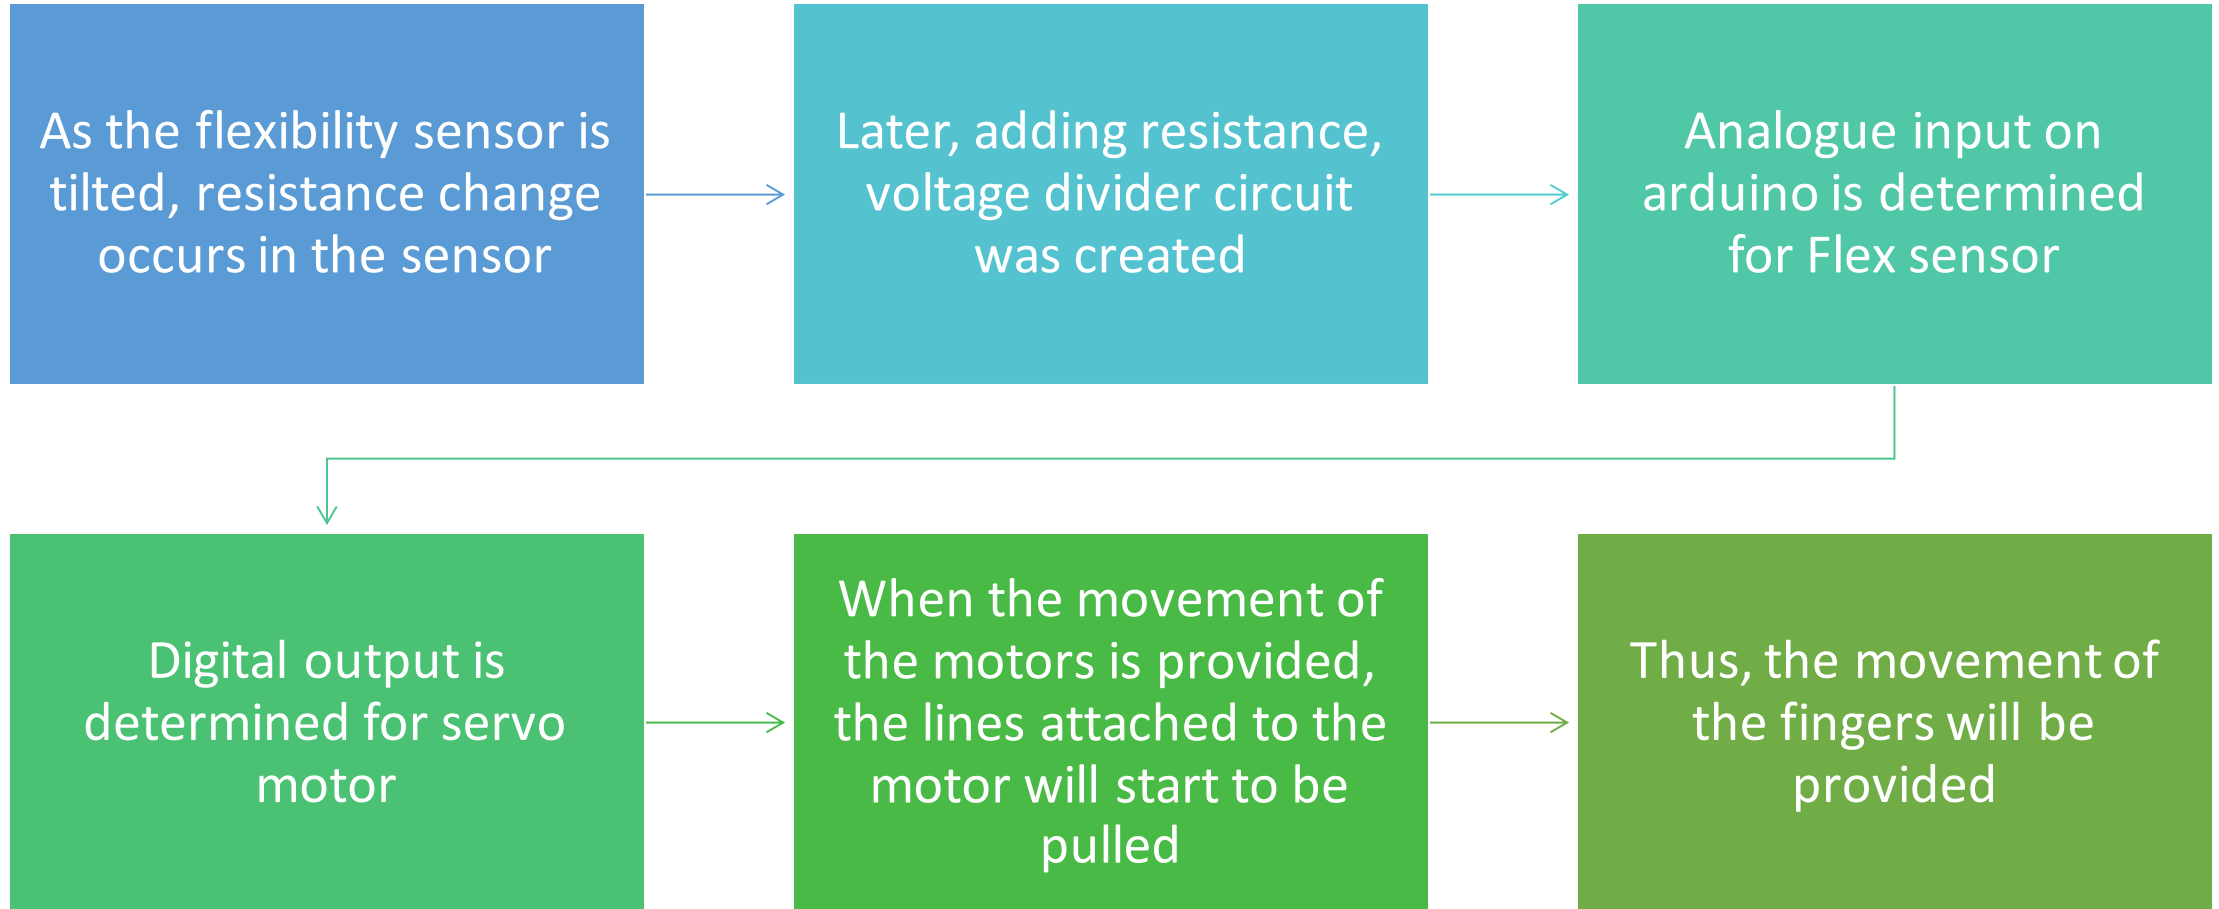 As the flexibility sensor is
tilted, resistance change
occurs in the sensor
Later, adding resistance,
voltage divider circuit
was created
Analogue input on
arduino is determined
for Flex sensor
Digital output is
determined for servo
motor
When the movement of
the motors is provided,
the lines attached to the
motor will start to be
pulled
Thus, the movement of
the fingers will be
provided